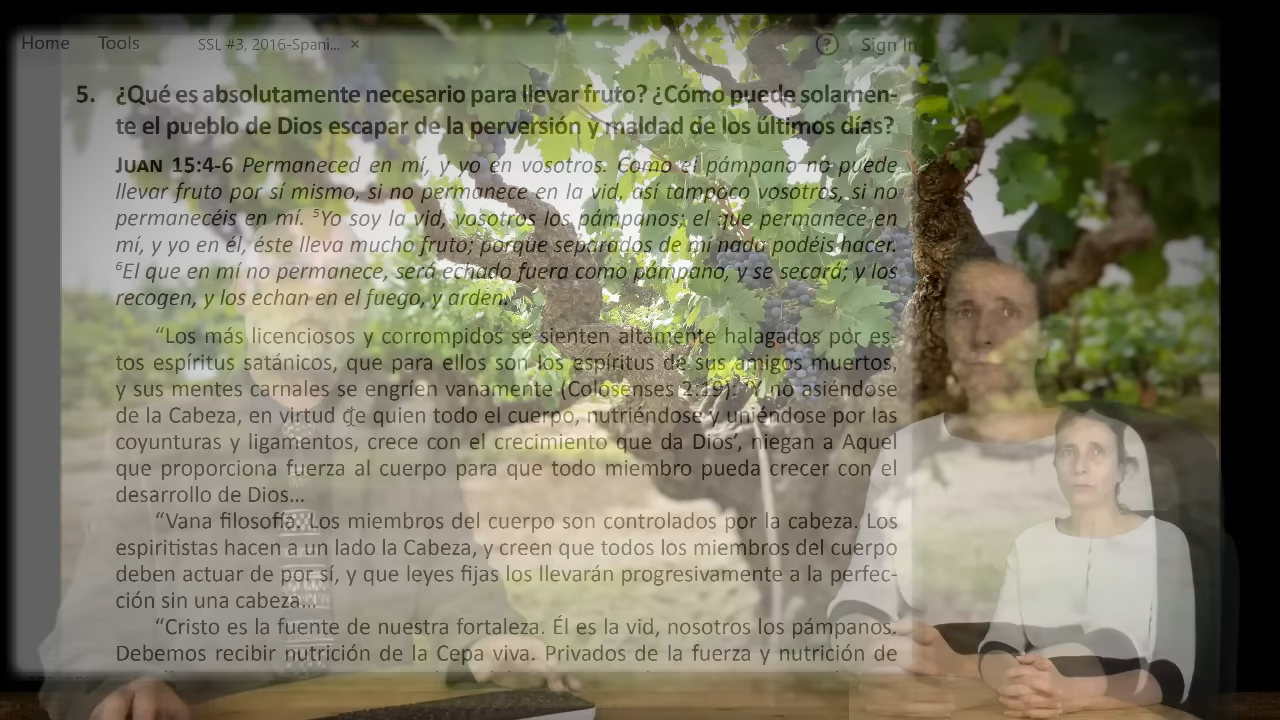 Home Tools SSL #3, 2016-Spani... × ? Sign In
5. ¿Qué es absolutamente necesario para llevar fruto? ¿Cómo puede solamen-
te el pueblo de Dios escapar de la perversión y maldad de los últimos días?
JUAN 15:4-6 Permaneced en mí, y yo en vosotros. Como el pámpano no puede
llevar fruto por sí mismo, si no permanece en la vid, así tampoco vosotros, si no
permanecéis en mí. ⁵Yo soy la vid, vosotros los pámpanos; el que permanece en
mí, y yo en él, éste lleva mucho fruto; porque separados de mí nada podéis hacer.
⁶El que en mí no permanece, será echado fuera como pámpano, y se secará; y los
recogen, y los echan en el fuego, y arden.
“Los más licenciosos y corrompidos se sienten altamente halagados por es-
tos espíritus satánicos, que para ellos son los espíritus de sus amigos muertos,
y sus mentes carnales se engríen vanamente (Colosenses 2:19). ‘Y no asiéndose
de la Cabeza, en virtud de quien todo el cuerpo, nutriéndose y uniéndose por las
coyunturas y ligamentos, crece con el crecimiento que da Dios’, niegan a Aquel
que proporciona fuerza al cuerpo para que todo miembro pueda crecer con el
desarrollo de Dios...
“Vana filosofía. Los miembros del cuerpo son controlados por la cabeza. Los
espiritistas hacen a un lado la Cabeza, y creen que todos los miembros del cuerpo
deben actuar de por sí, y que leyes fijas los llevarán progresivamente a la perfec-
ción sin una cabeza...
“Cristo es la fuente de nuestra fortaleza. Él es la vid, nosotros los pámpanos.
Debemos recibir nutrición de la Cepa viva. Privados de la fuerza y nutrición de